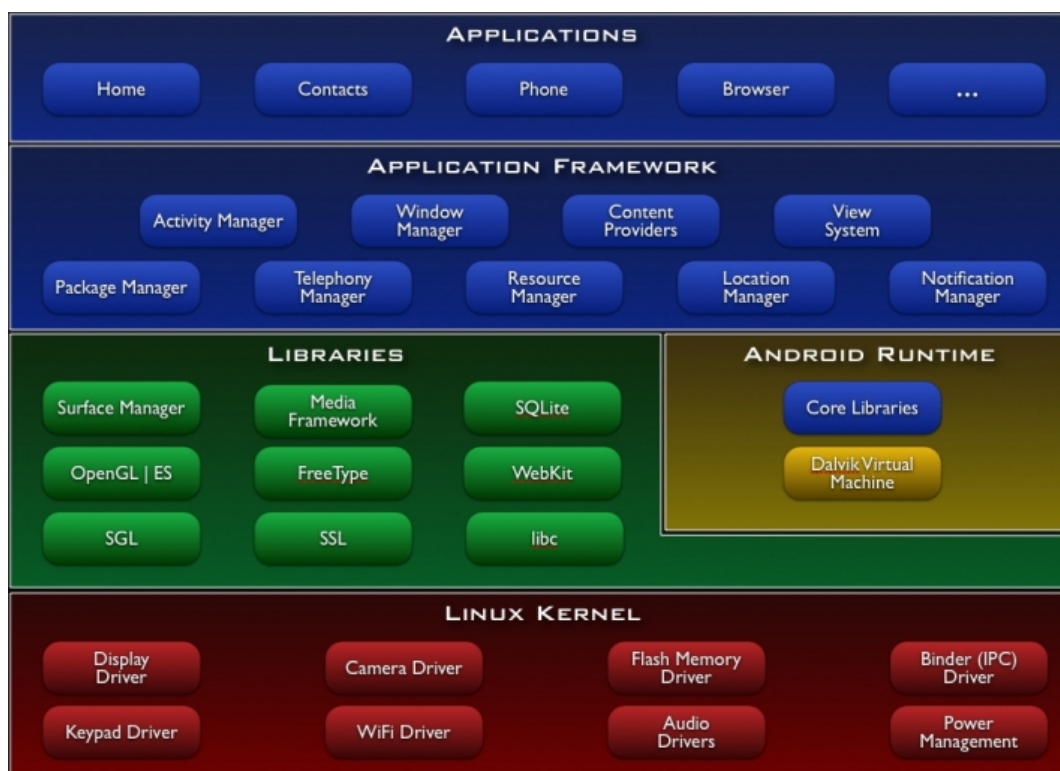 APPLICATIONS
Home
Contacts
Phone
Browser
...
APPLICATION FRAMEWORK
Activity Manager
Window
Manager
Content
Providers
View
System
Package Manager
Telephony
Manager
Resource
Manager
Location
Manager
Notification
Manager
LIBRARIES
Surface Manager
Media
Framework
SQLite
OpenGL | ES
FreeType
WebKit
SGL
SSL
libc
ANDROID RUNTIME
Core Libraries
Dalvik Virtual
Machine
LINUX KERNEL
Display
Driver
Camera Driver
Flash Memory
Driver
Binder (IPC)
Driver
Keypad Driver
WiFi Driver
Audio
Drivers
Power
Management